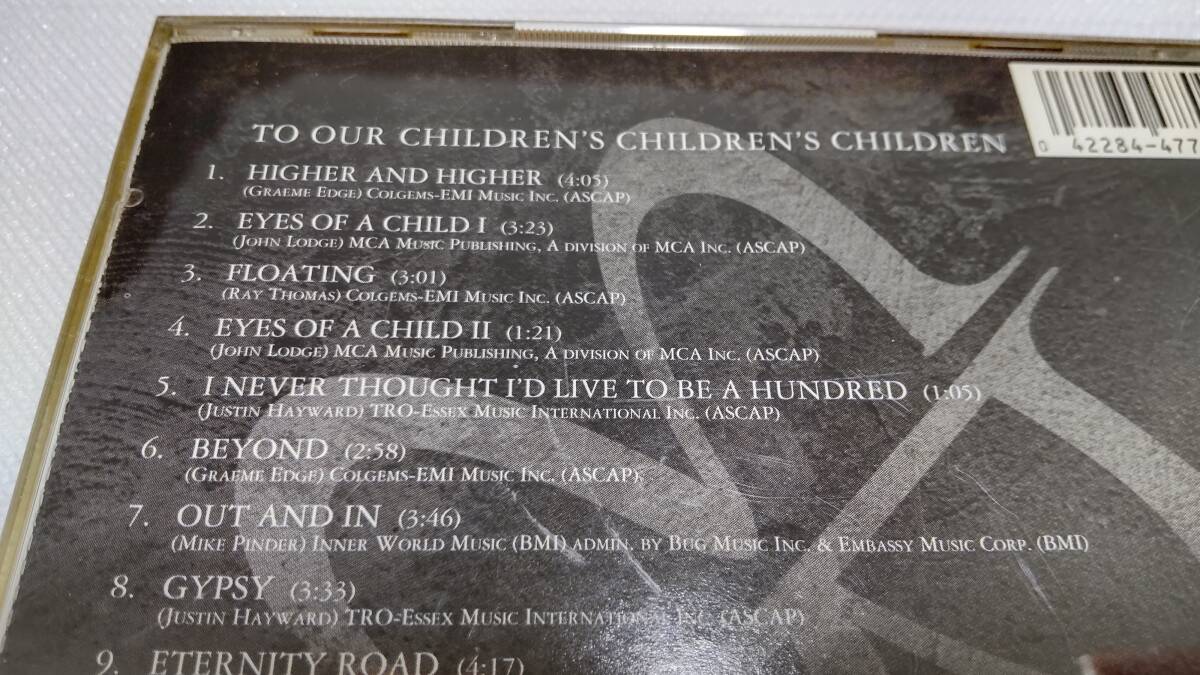 TO OUR CHILDREN'S CHILDREN'S CHILDREN
0 42284-477
1. HIGHER AND HIGHER (4:05)
(GRAEME EDGE) COLGEMS-EMI MUSIC INC. (ASCAP)
2. EYES OF A CHILD I (3:23)
(JOHN LODGE) MCA MUSIC PUBLISHING, A DIVISION OF MCA INC. (ASCAP)
3. FLOATING (3:01)
(RAY THOMAS) COLGEMS-EMI MUSIC INC. (ASCAP)
4. EYES OF A CHILD II (1:21)
(JOHN LODGE) MCA MUSIC PUBLISHING, A DIVISION OF MCA INC. (ASCAP)
5. I NEVER THOUGHT I'D LIVE TO BE A HUNDRED (1:05)
(JUSTIN HAYWARD) TRO-ESSEX MUSIC INTERNATIONAL INC. (ASCAP)
6. BEYOND (2:58)
(GRAEME EDGE) COLGEMS-EMI MUSIC INC. (ASCAP)
7. OUT AND IN (3:46)
(MIKE PINDER) INNER WORLD MUSIC (BMI) ADMIN. BY BUG MUSIC INC. & EMBASSY MUSIC CORP. (BMI)
8. GYPSY (3:33)
(JUSTIN HAYWARD) TRO-ESSEX MUSIC INTERNATIONAL INC. (ASCAP)
9. ETERNITY ROAD (4:17)